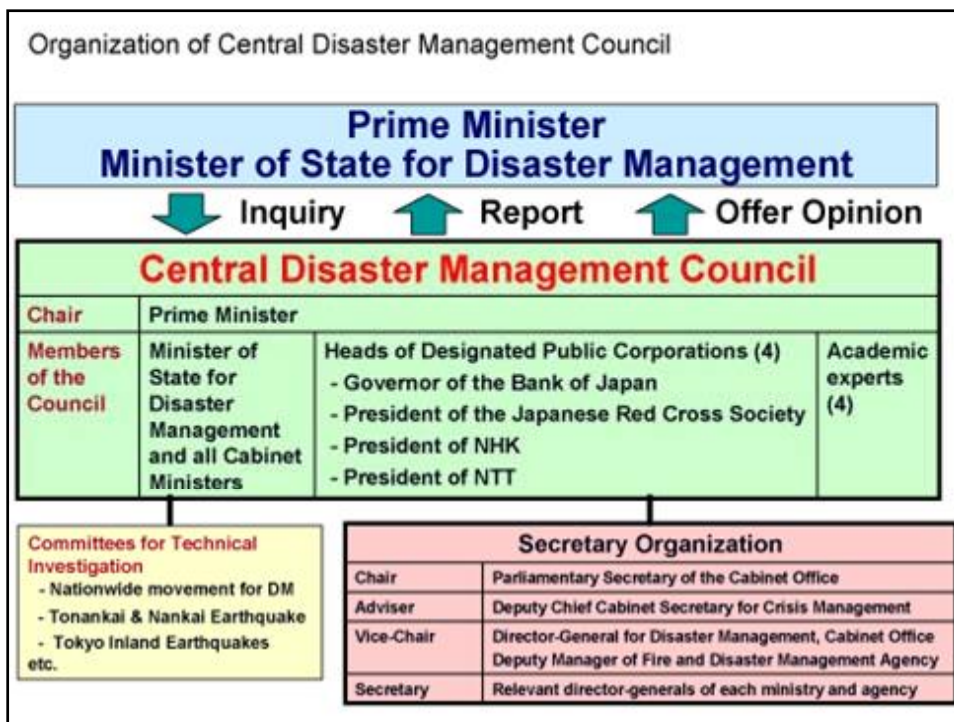 Organization of Central Disaster Management Council
Prime Minister
Minister of State for Disaster Management
Inquiry Report Offer Opinion
Central Disaster Management Council
Chair Prime Minister
Members of the Council
Minister of State for Disaster Management and all Cabinet Ministers
Heads of Designated Public Corporations (4)
- Governor of the Bank of Japan
- President of the Japanese Red Cross Society
- President of NHK
- President of NTT
Academic experts (4)
Committees for Technical
Investigation
- Nationwide movement for DM
- Tonankai & Nankai Earthquake
- Tokyo Inland Earthquakes
etc.
Secretary Organization
Chair Parliamentary Secretary of the Cabinet Office
Adviser Deputy Chief Cabinet Secretary for Crisis Management
Vice-Chair Director-General for Disaster Management, Cabinet Office
Deputy Manager of Fire and Disaster Management Agency
Secretary Relevant director-generals of each ministry and agency